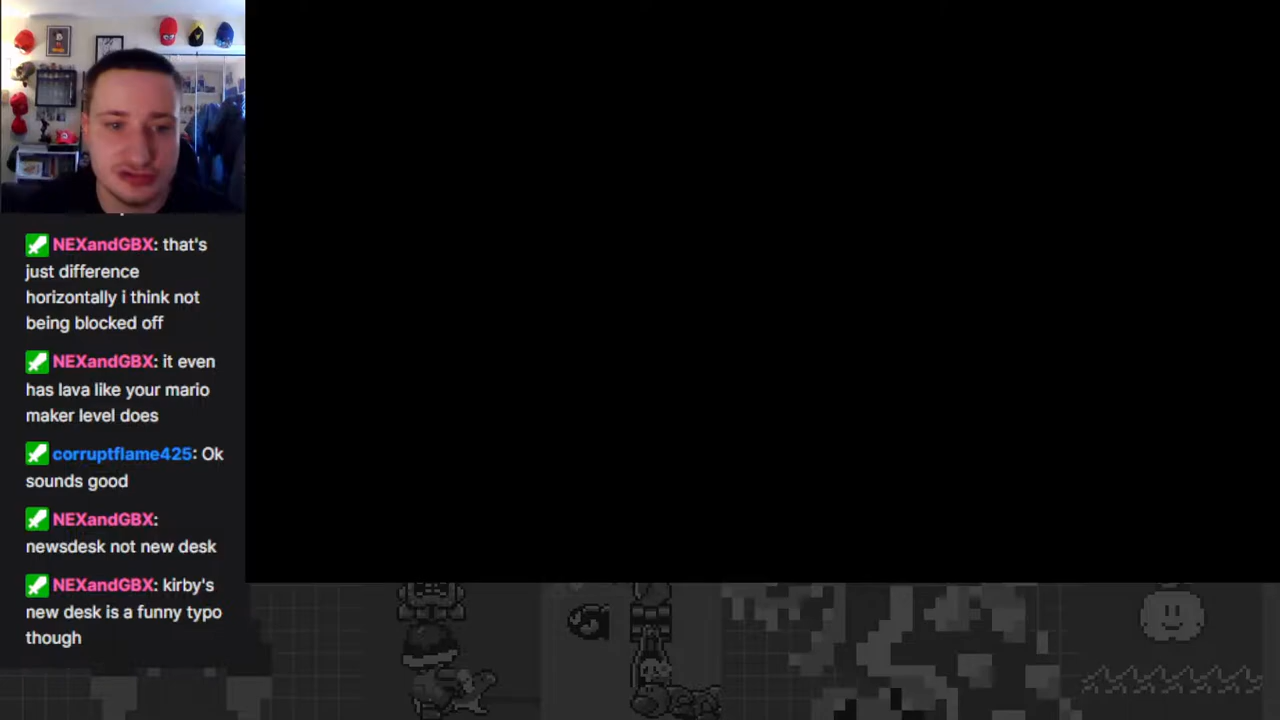 NEXandGBX: that's
just difference
horizontally i think not
being blocked off
NEXandGBX: it even
has lava like your mario
maker level does
corruptflame425: Ok
sounds good
NEXandGBX:
newsdesk not new desk
NEXandGBX: kirby's
new desk is a funny typo
though